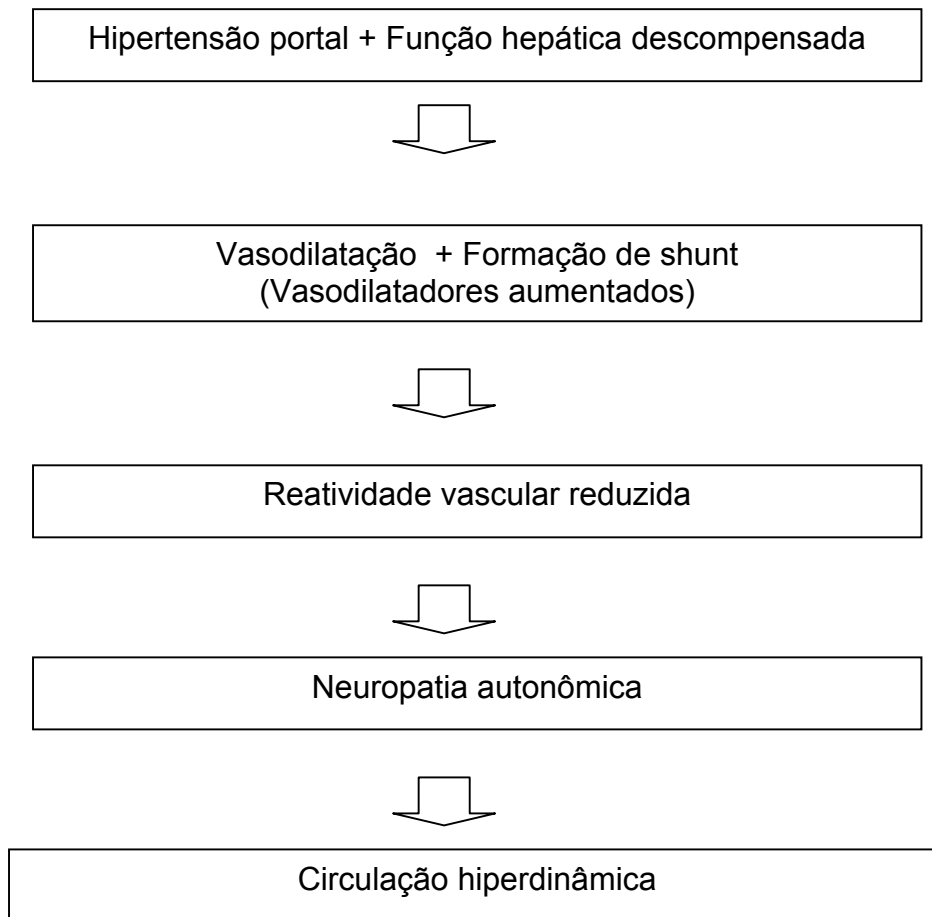 Hipertensão portal + Função hepática descompensada
Vasodilatação + Formação de shunt
(Vasodilatadores aumentados)
Reatividade vascular reduzida
Neuropatia autonômica
Circulação hiperdinâmica